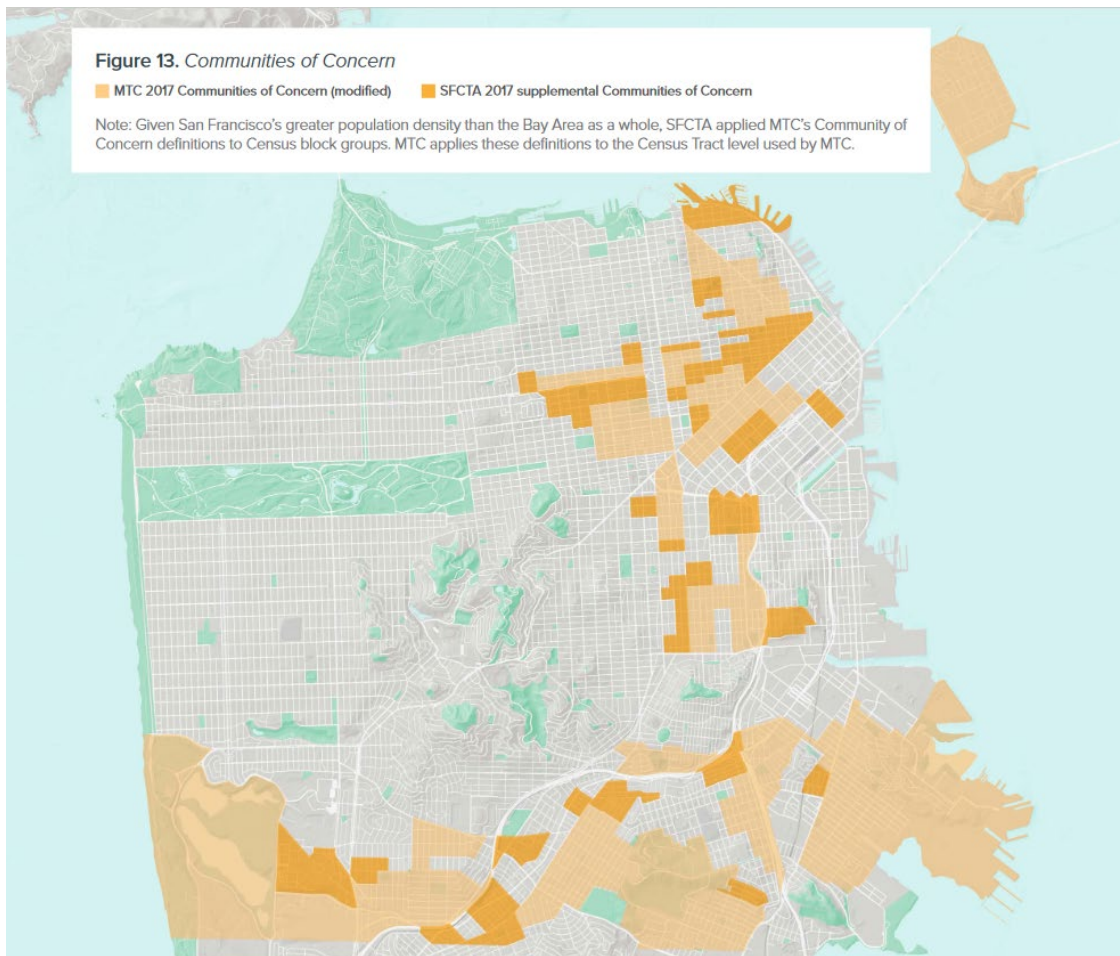 Figure 13. Communities of Concern
MTC 2017 Communities of Concern (modified) SFCTA 2017 supplemental Communities of Concern
Note: Given San Francisco's greater population density than the Bay Area as a whole, SFCTA applied MTC's Community of
Concern definitions to Census block groups. MTC applies these definitions to the Census Tract level used by MTC.